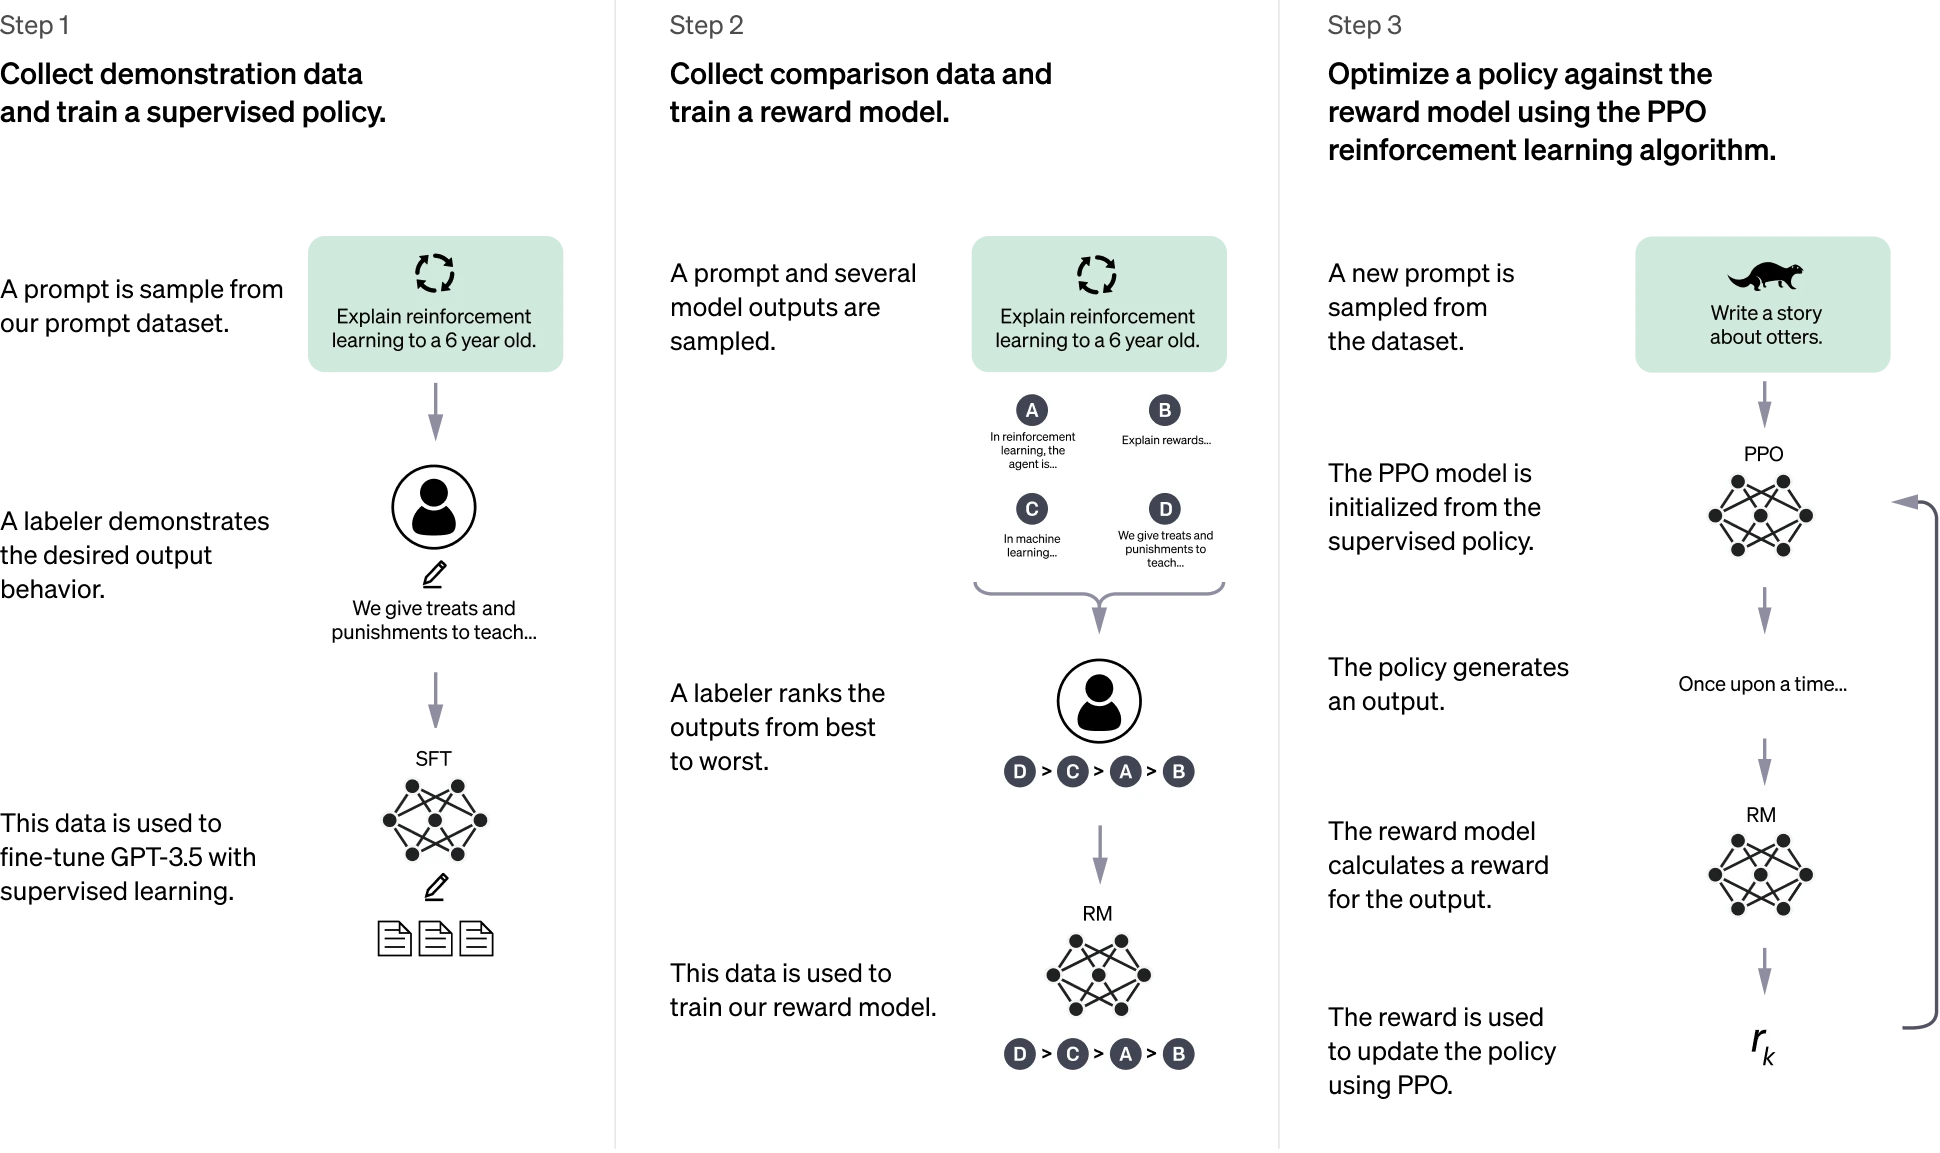 Step 1
Collect demonstration data
and train a supervised policy.
A prompt is sample from
our prompt dataset.
Explain reinforcement
learning to a 6 year old.
A labeler demonstrates
the desired output
behavior.
We give treats and
punishments to teach...
SFT
This data is used to
fine-tune GPT-3.5 with
supervised learning.
Step 2
Collect comparison data and
train a reward model.
A prompt and several
model outputs are
sampled.
Explain reinforcement
learning to a 6 year old.
A
In reinforcement
learning, the
agent is...
B
Explain rewards...
C
In machine
learning...
D
We give treats and
punishments to
teach...
A labeler ranks the
outputs from best
to worst.
D > C > A > B
RM
This data is used to
train our reward model.
D > C > A > B
Step 3
Optimize a policy against the
reward model using the PPO
reinforcement learning algorithm.
A new prompt is
sampled from
the dataset.
Write a story
about otters.
PPO
The PPO model is
initialized from the
supervised policy.
The policy generates
an output.
Once upon a time...
RM
The reward model
calculates a reward
for the output.
The reward is used
to update the policy
using PPO.
r_k